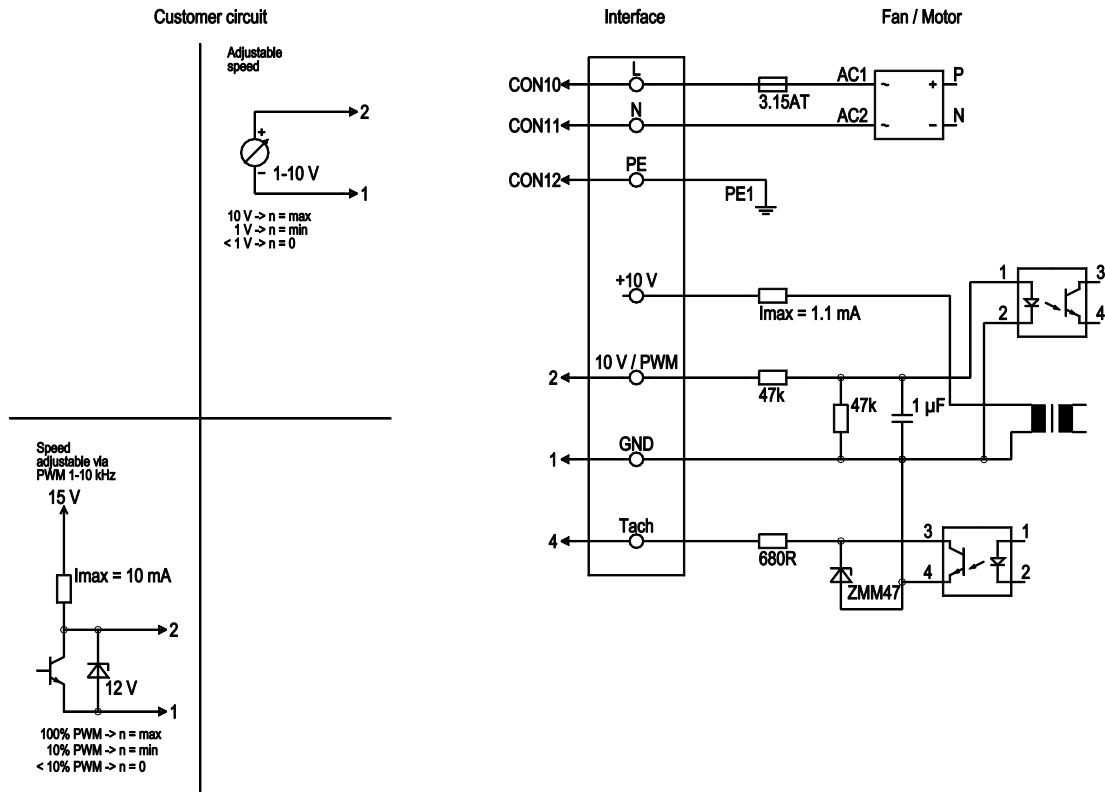 Customer circuit
Interface
Fan / Motor
Adjustable
speed
2
+
1-10 V
−
1
10 V -> n = max
1 V -> n = min
< 1 V -> n = 0
Speed
adjustable via
PWM 1-10 kHz
15 V
Imax = 10 mA
2
12 V
1
100% PWM -> n = max
10% PWM -> n = min
< 10% PWM -> n = 0
CON10
L
3.15AT
AC1
~
+
P
CON11
N
AC2
~
−
N
CON12
PE
PE1
+10 V
Imax = 1.1 mA
1
3
2
4
2
10 V / PWM
47k
47k
1 µF
1
GND
4
Tach
680R
ZMM47
3
1
4
2